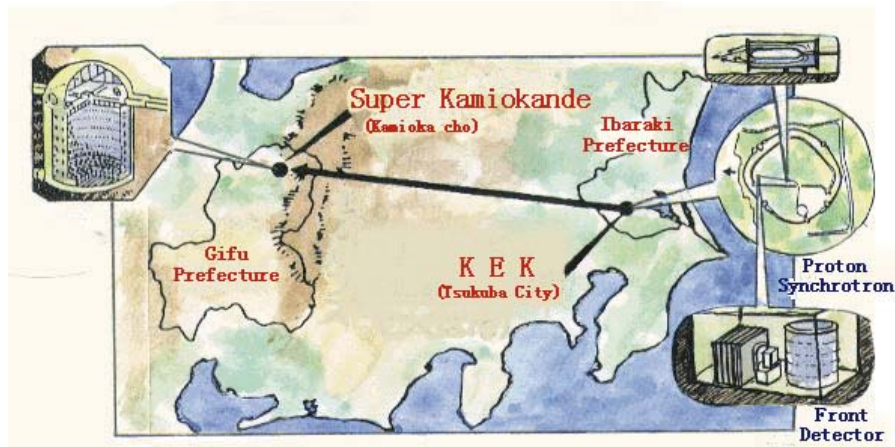 Super Kamiokande
(Kamioka cho)
Ibaraki
Prefecture
Gifu
Prefecture
K E K
(Tsukuba City)
Proton
Synchrotron
Front
Detector